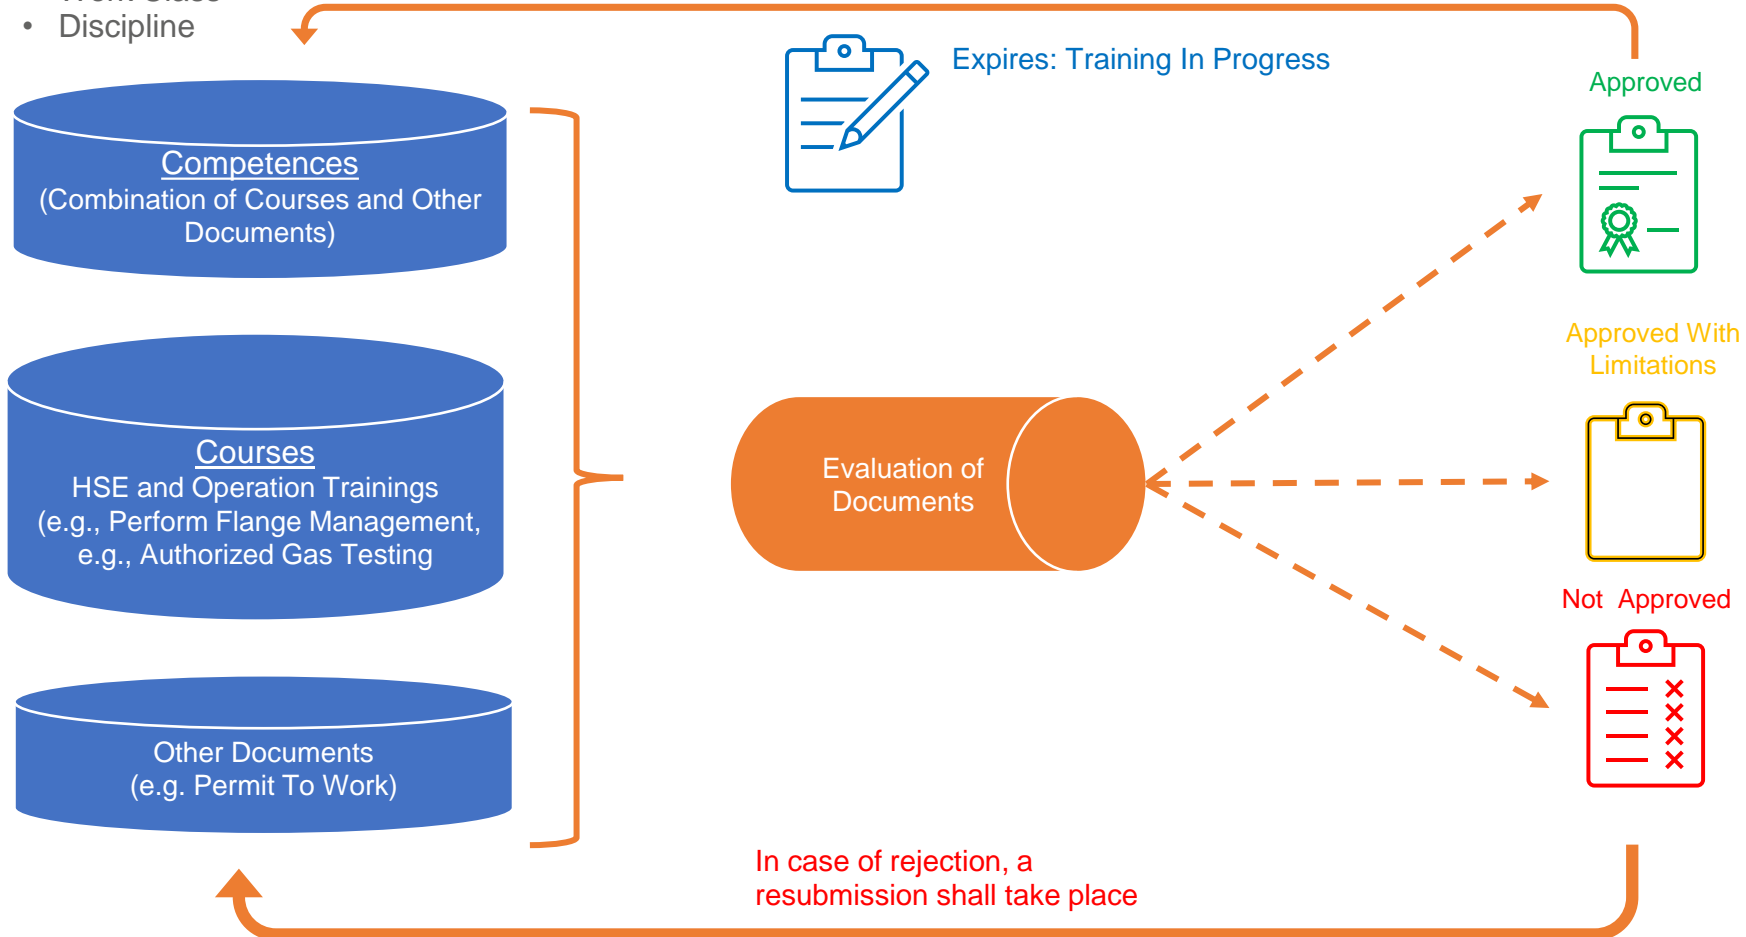 • Discipline
Competences
(Combination of Courses and Other
Documents)
Courses
HSE and Operation Trainings
(e.g., Perform Flange Management,
e.g., Authorized Gas Testing
Other Documents
(e.g. Permit To Work)
Expires: Training In Progress
Evaluation of
Documents
Approved
Approved With
Limitations
Not Approved
In case of rejection, a
resubmission shall take place